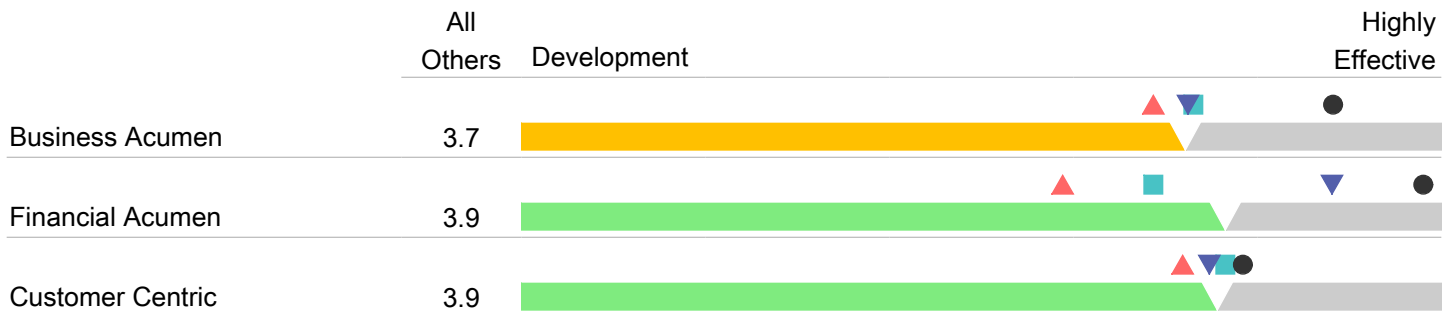 All Others
Development
Highly Effective
Business Acumen 3.7
Financial Acumen 3.9
Customer Centric 3.9